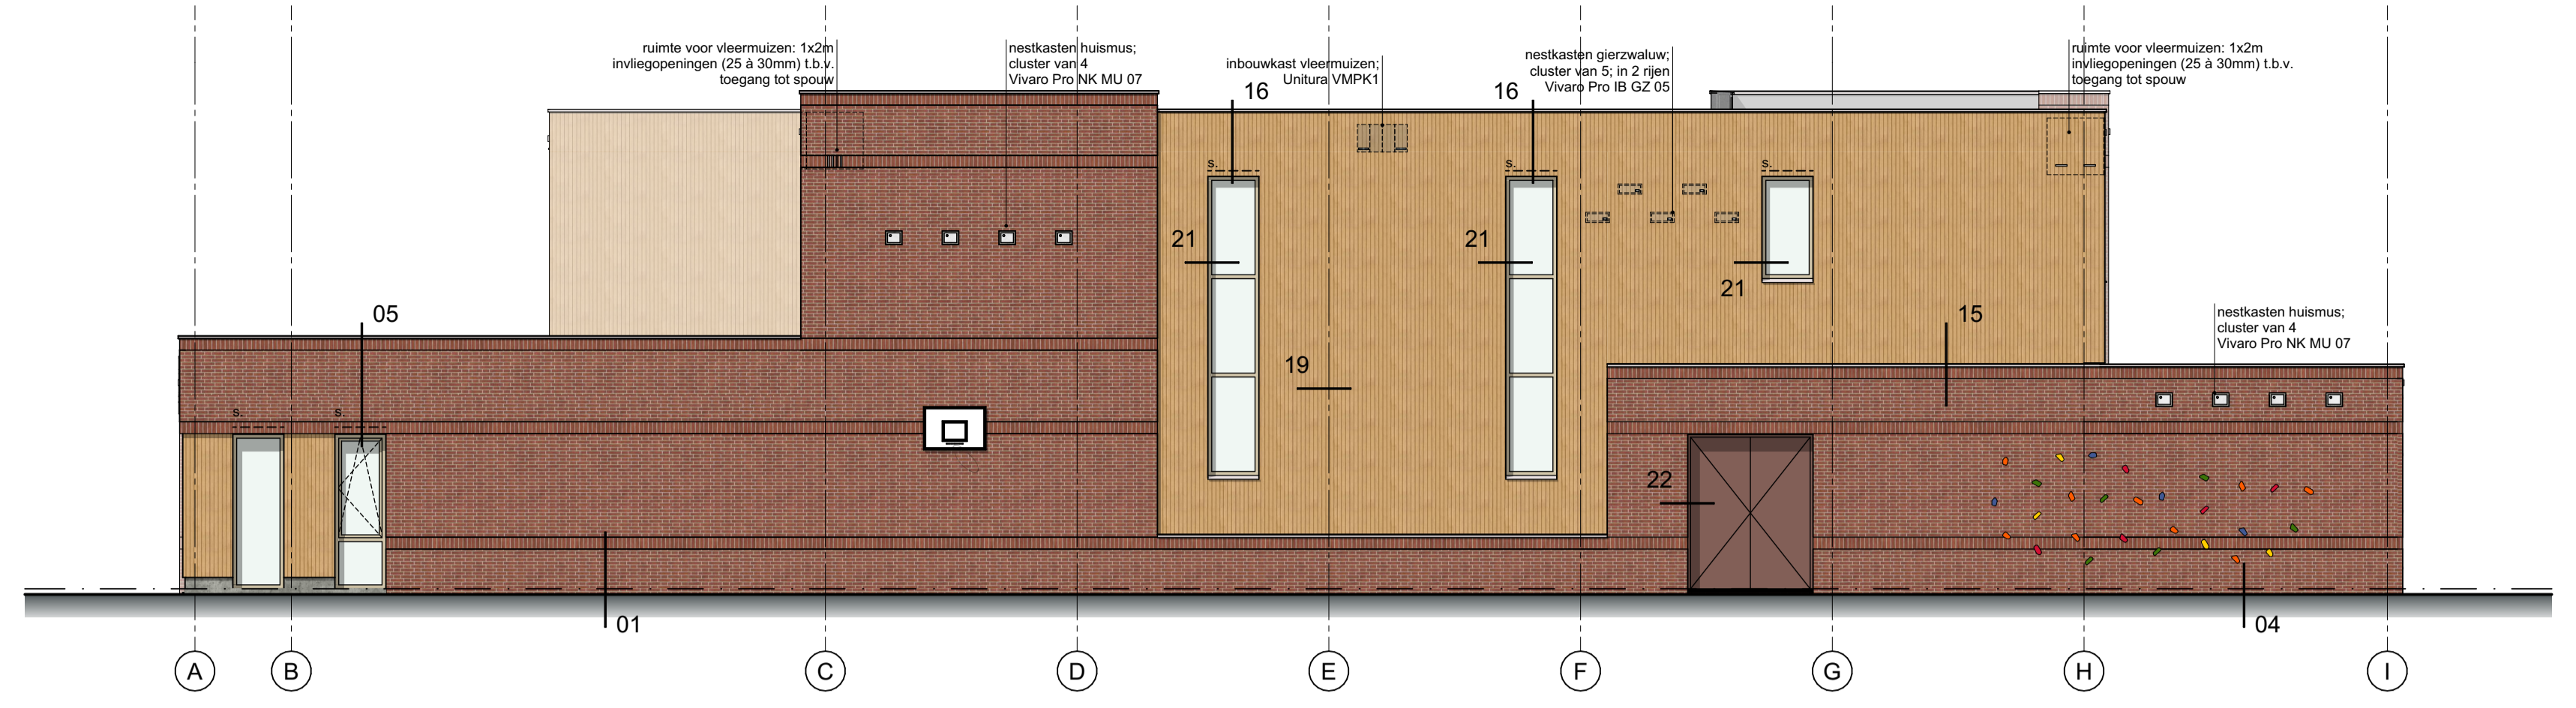 ruimte voor vleermuizen: 1x2m
invliegopeningen (25 à 30mm) t.b.v.
toegang tot spouw
nestkasten huismus;
cluster van 4
Vivaro Pro NK MU 07
inbouwkast vleermuizen;
Unitura VMPK1
nestkasten gierzwaluw;
cluster van 5; in 2 rijen
Vivaro Pro IB GZ 05
ruimte voor vleermuizen: 1x2m
invliegopeningen (25 à 30mm) t.b.v.
toegang tot spouw
16
16
s.
s.
s.
21
21
21
05
15
nestkasten huismus;
cluster van 4
Vivaro Pro NK MU 07
19
s.
s.
22
01
04
A
B
C
D
E
F
G
H
I